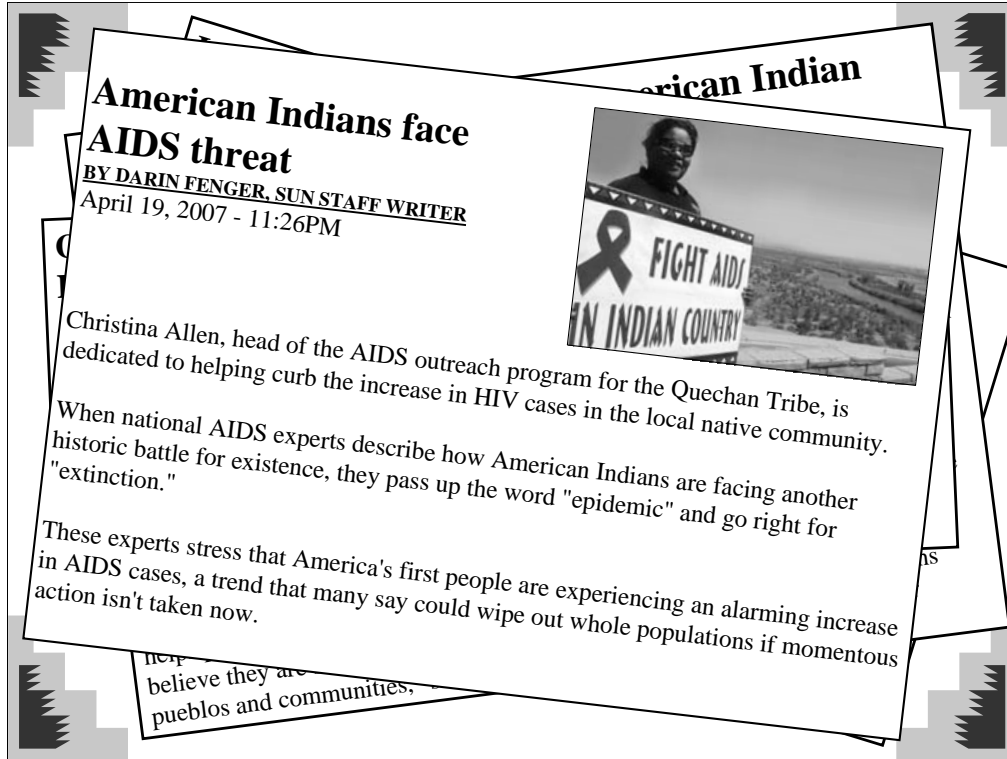 American Indian
American Indians face
AIDS threat
BY DARIN FENGER, SUN STAFF WRITER
April 19, 2007 - 11:26PM
FIGHT AIDS
IN INDIAN COUNTRY
Christina Allen, head of the AIDS outreach program for the Quechan Tribe, is
dedicated to helping curb the increase in HIV cases in the local native community.
When national AIDS experts describe how American Indians are facing another
historic battle for existence, they pass up the word "epidemic" and go right for
"extinction."
These experts stress that America's first people are experiencing an alarming increase
in AIDS cases, a trend that many say could wipe out whole populations if momentous
action isn't taken now.
believe they are
pueblos and communities,